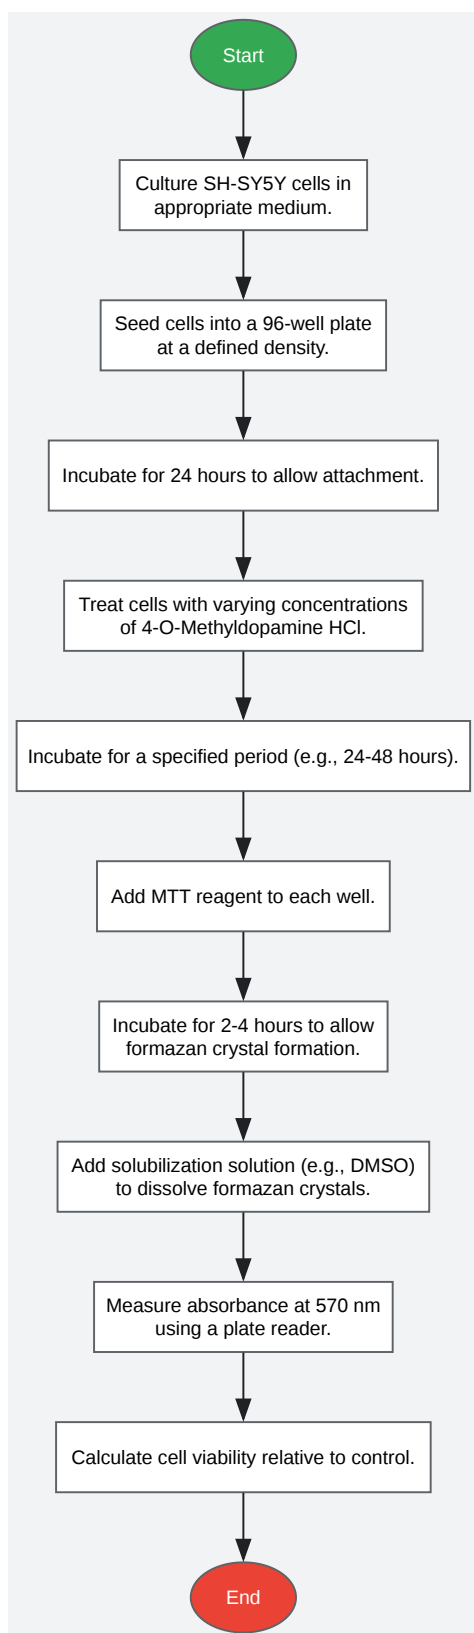 Start
Culture SH-SY5Y cells in
appropriate medium.
Seed cells into a 96-well plate
at a defined density.
Incubate for 24 hours to allow attachment.
Treat cells with varying concentrations
of 4-O-Methyldopamine HCl.
Incubate for a specified period (e.g., 24-48 hours).
Add MTT reagent to each well.
Incubate for 2-4 hours to allow
formazan crystal formation.
Add solubilization solution (e.g., DMSO)
to dissolve formazan crystals.
Measure absorbance at 570 nm
using a plate reader.
Calculate cell viability relative to control.
End